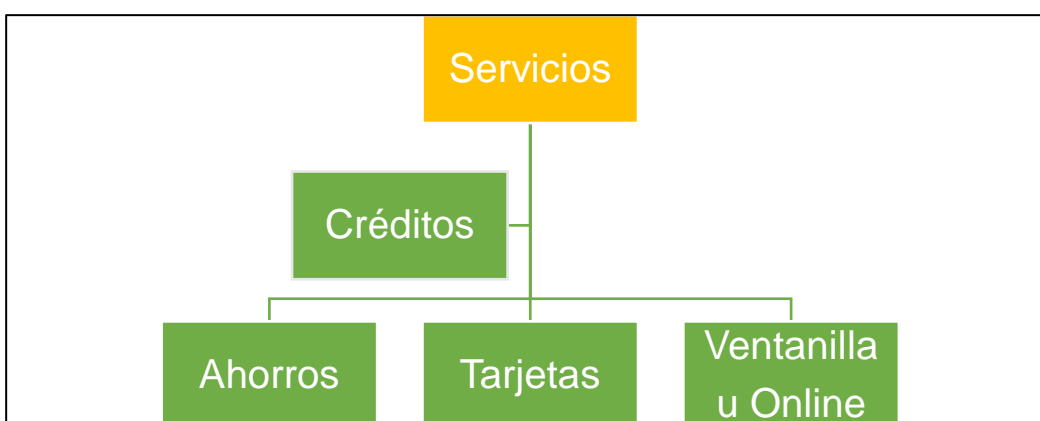 Servicios
Créditos
Ahorros
Tarjetas
Ventanilla
u Online